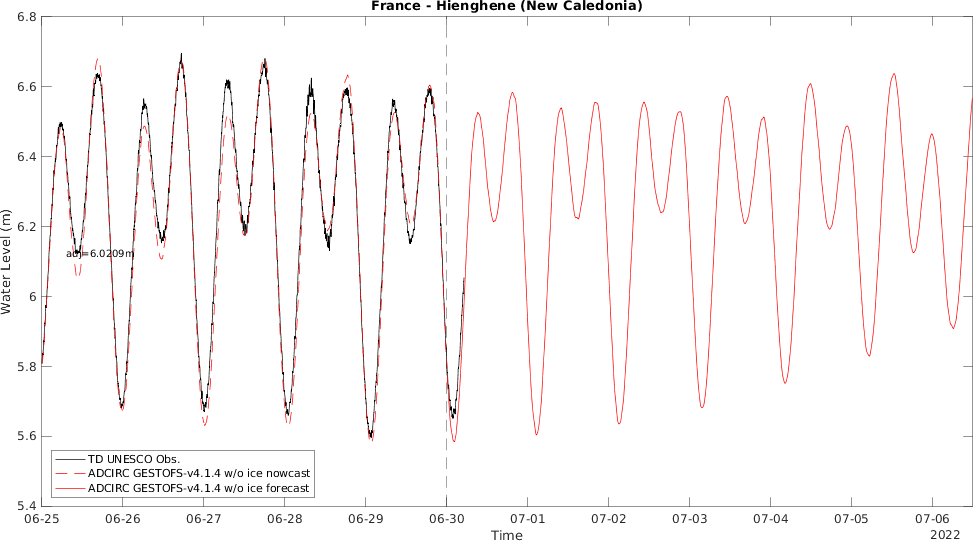 France - Hienghene (New Caledonia)
6.8
6.6
6.4
6.2
6
5.8
5.6
5.4
Water Level (m)
adj=6.0209m
TD UNESCO Obs.
ADCIRC GESTOFS-v4.1.4 w/o ice nowcast
ADCIRC GESTOFS-v4.1.4 w/o ice forecast
06-25 06-26 06-27 06-28 06-29 06-30 07-01 07-02 07-03 07-04 07-05 07-06
Time 2022